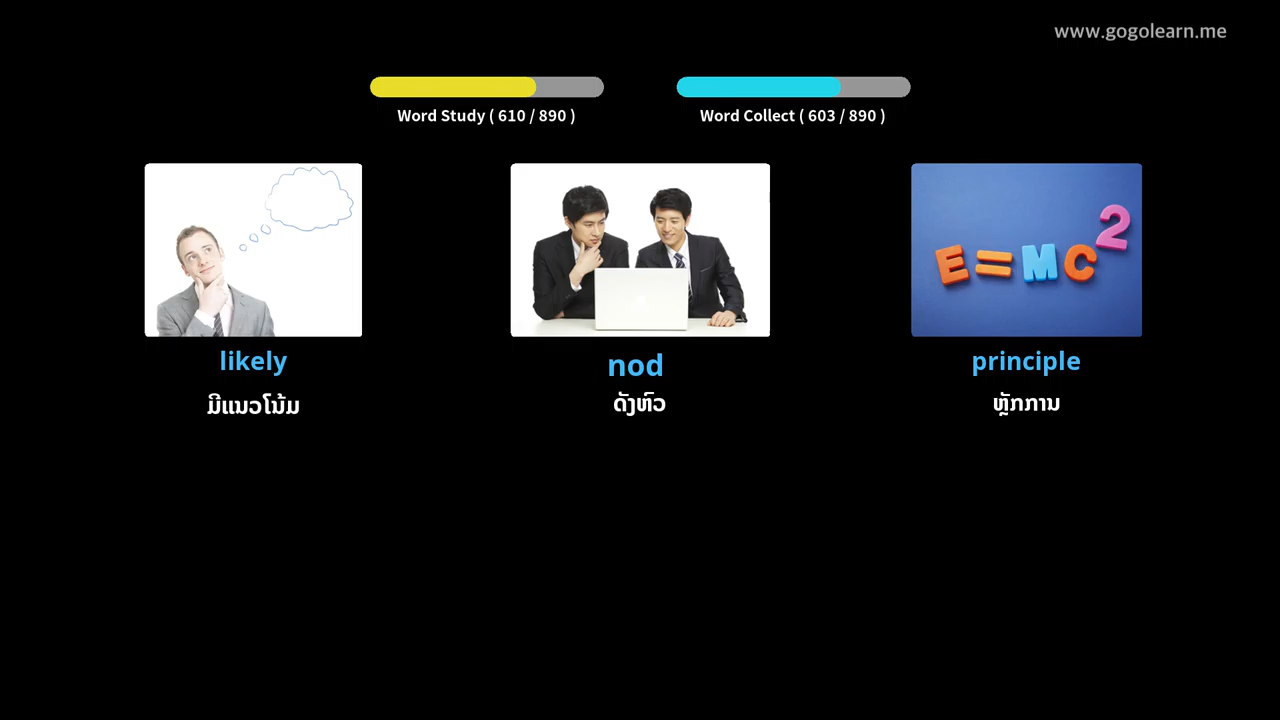 www.gogolearn.me
Word Study ( 610 / 890 )
Word Collect ( 603 / 890 )
E=MC2
likely
nod
principle
ມີແນວໂນ້ມ
ດັງຫົວ
ຫຼັກການ